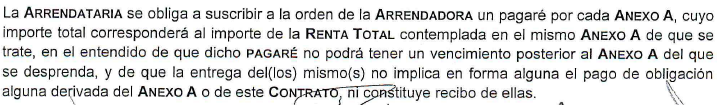 La ARRENDATARIA se obliga a suscribir a la orden de la ARRENDADORA un pagaré por cada ANEXO A, cuyo
importe total corresponderá al importe de la RENTA TOTAL contemplada en el mismo ANEXO A de que se
trate, en el entendido de que dicho PAGARÉ no podrá tener un vencimiento posterior al ANEXO A del que
se desprenda, y de que la entrega del(los) mismo(s) no implica en forma alguna el pago de obligación
alguna derivada del ANEXO A o de este CONTRATO, ni constituye recibo de ellas.